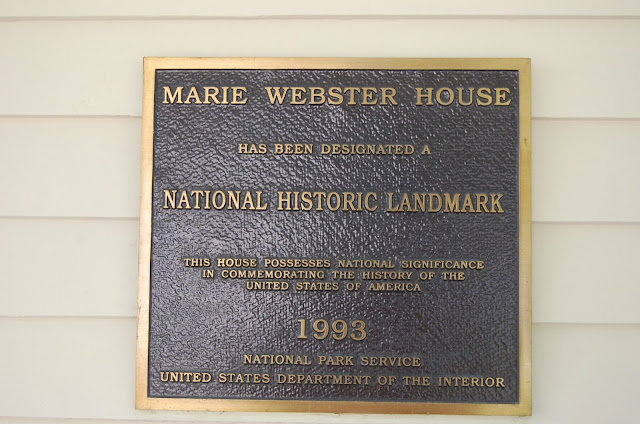 MARIE WEBSTER HOUSE
HAS BEEN DESIGNATED A
NATIONAL HISTORIC LANDMARK
THIS HOUSE POSSESSES NATIONAL SIGNIFICANCE
IN COMMEMORATING THE HISTORY OF THE
UNITED STATES OF AMERICA
1993
NATIONAL PARK SERVICE
UNITED STATES DEPARTMENT OF THE INTERIOR